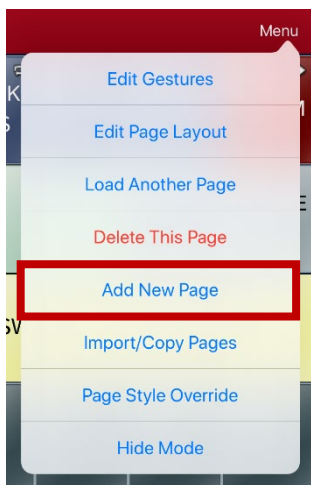 Menu
Edit Gestures
Edit Page Layout
Load Another Page
Delete This Page
Add New Page
Import/Copy Pages
Page Style Override
Hide Mode